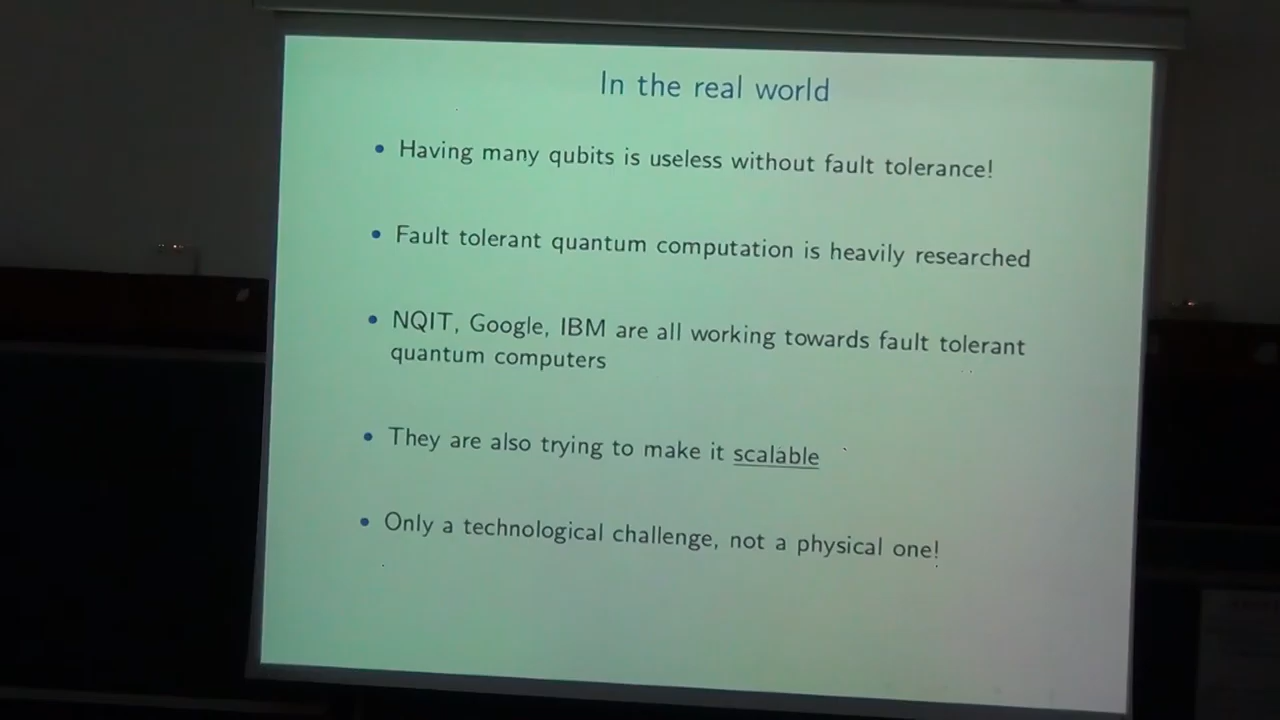 In the real world
• Having many qubits is useless without fault tolerance!
• Fault tolerant quantum computation is heavily researched
• NQIT, Google, IBM are all working towards fault tolerant
quantum computers
• They are also trying to make it scalable
• Only a technological challenge, not a physical one!